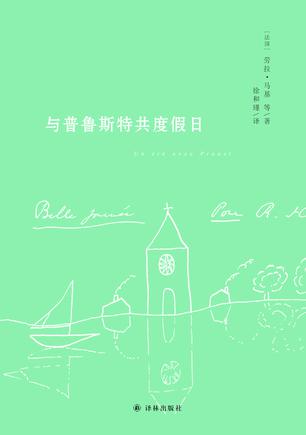 [法国] 劳拉·马基 等/著
徐和瑾/译
与普鲁斯特共度假日
Un été avec Proust
Belle journée
Pour R. H
译林出版社